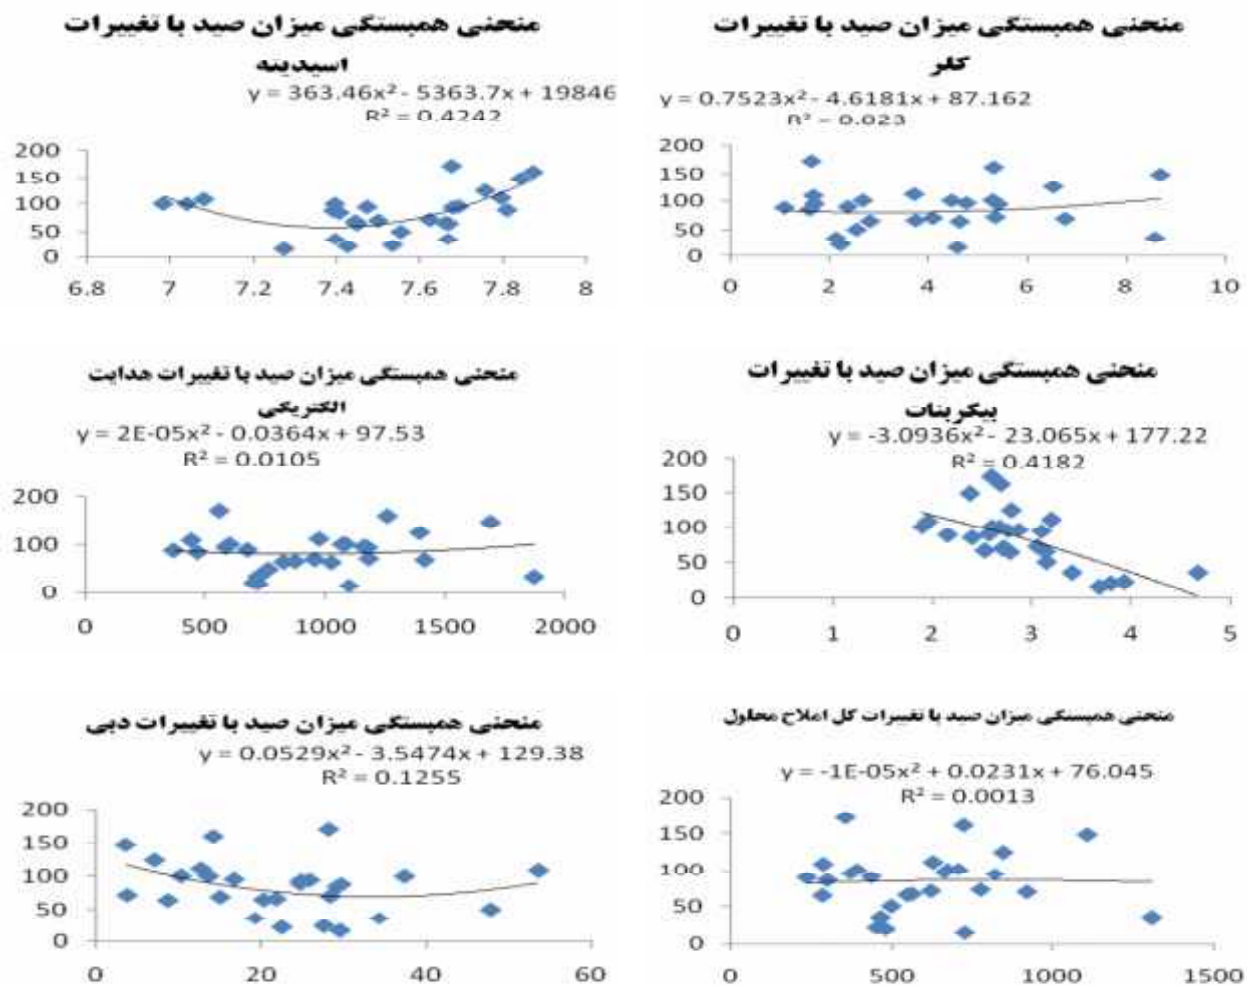 منحنی همبستگی میزان صید با تغییرات
اسیدیته
y = 363.46x² - 5363.7x + 19846
R² = 0.4242
200
150
100
50
0
6.8 7 7.2 7.4 7.6 7.8 8
منحنی همبستگی میزان صید با تغییرات
کلر
y = 0.7523x² - 4.6181x + 87.162
R² = 0.023
200
150
100
50
0
0 2 4 6 8 10
منحنی همبستگی میزان صید با تغییرات هدایت
الکتریکی
y = 2E-05x² - 0.0364x + 97.53
R² = 0.0105
200
100
0
0 500 1000 1500 2000
منحنی همبستگی میزان صید با تغییرات
بیکربنات
y = -3.0936x² - 23.065x + 177.22
R² = 0.4182
200
150
100
50
0
0 1 2 3 4 5
منحنی همبستگی میزان صید با تغییرات دبی
y = 0.0529x² - 3.5474x + 129.38
R² = 0.1255
200
150
100
50
0
0 20 40 60
منحنی همبستگی میزان صید با تغییرات کل املاح محلول
y = -1E-05x² + 0.0231x + 76.045
R² = 0.0013
200
150
100
50
0
0 500 1000 1500